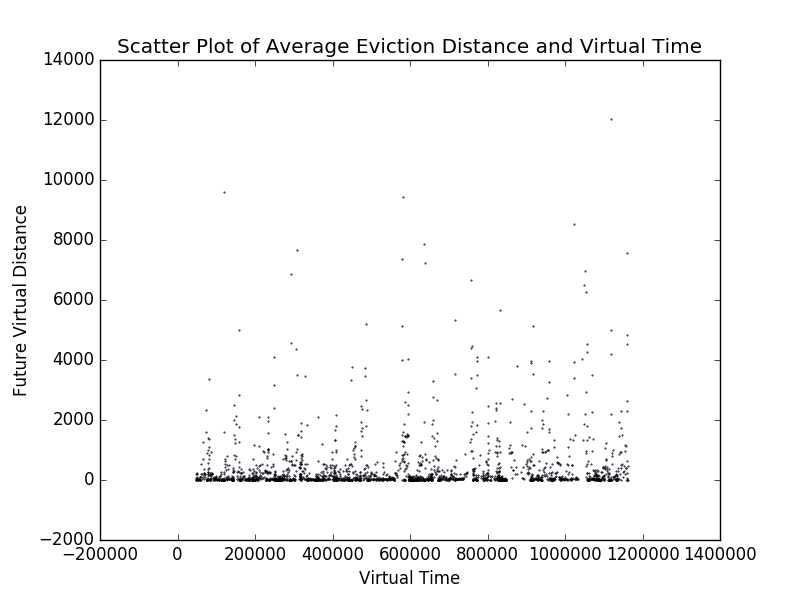 Scatter Plot of Average Eviction Distance and Virtual Time
14000
12000
10000
8000
6000
4000
2000
0
−2000
Future Virtual Distance
−200000 0 200000 400000 600000 800000 1000000 1200000 1400000
Virtual Time